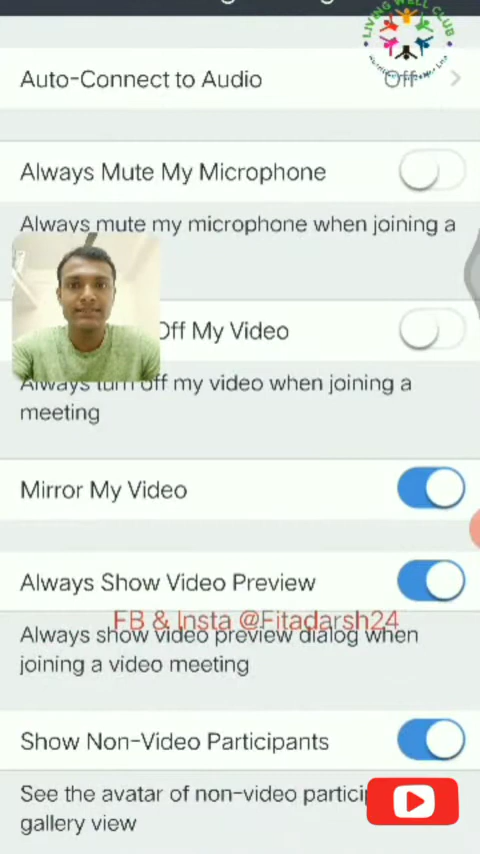 LIVING WELL CLUB
Auto-Connect to Audio
Off
Always Mute My Microphone
Always mute my microphone when joining a
Off My Video
Always turn off my video when joining a
meeting
Mirror My Video
Always Show Video Preview
FB & Insta @Fitadarsh24
Always show video preview dialog when
joining a video meeting
Show Non-Video Participants
See the avatar of non-video partici
gallery view